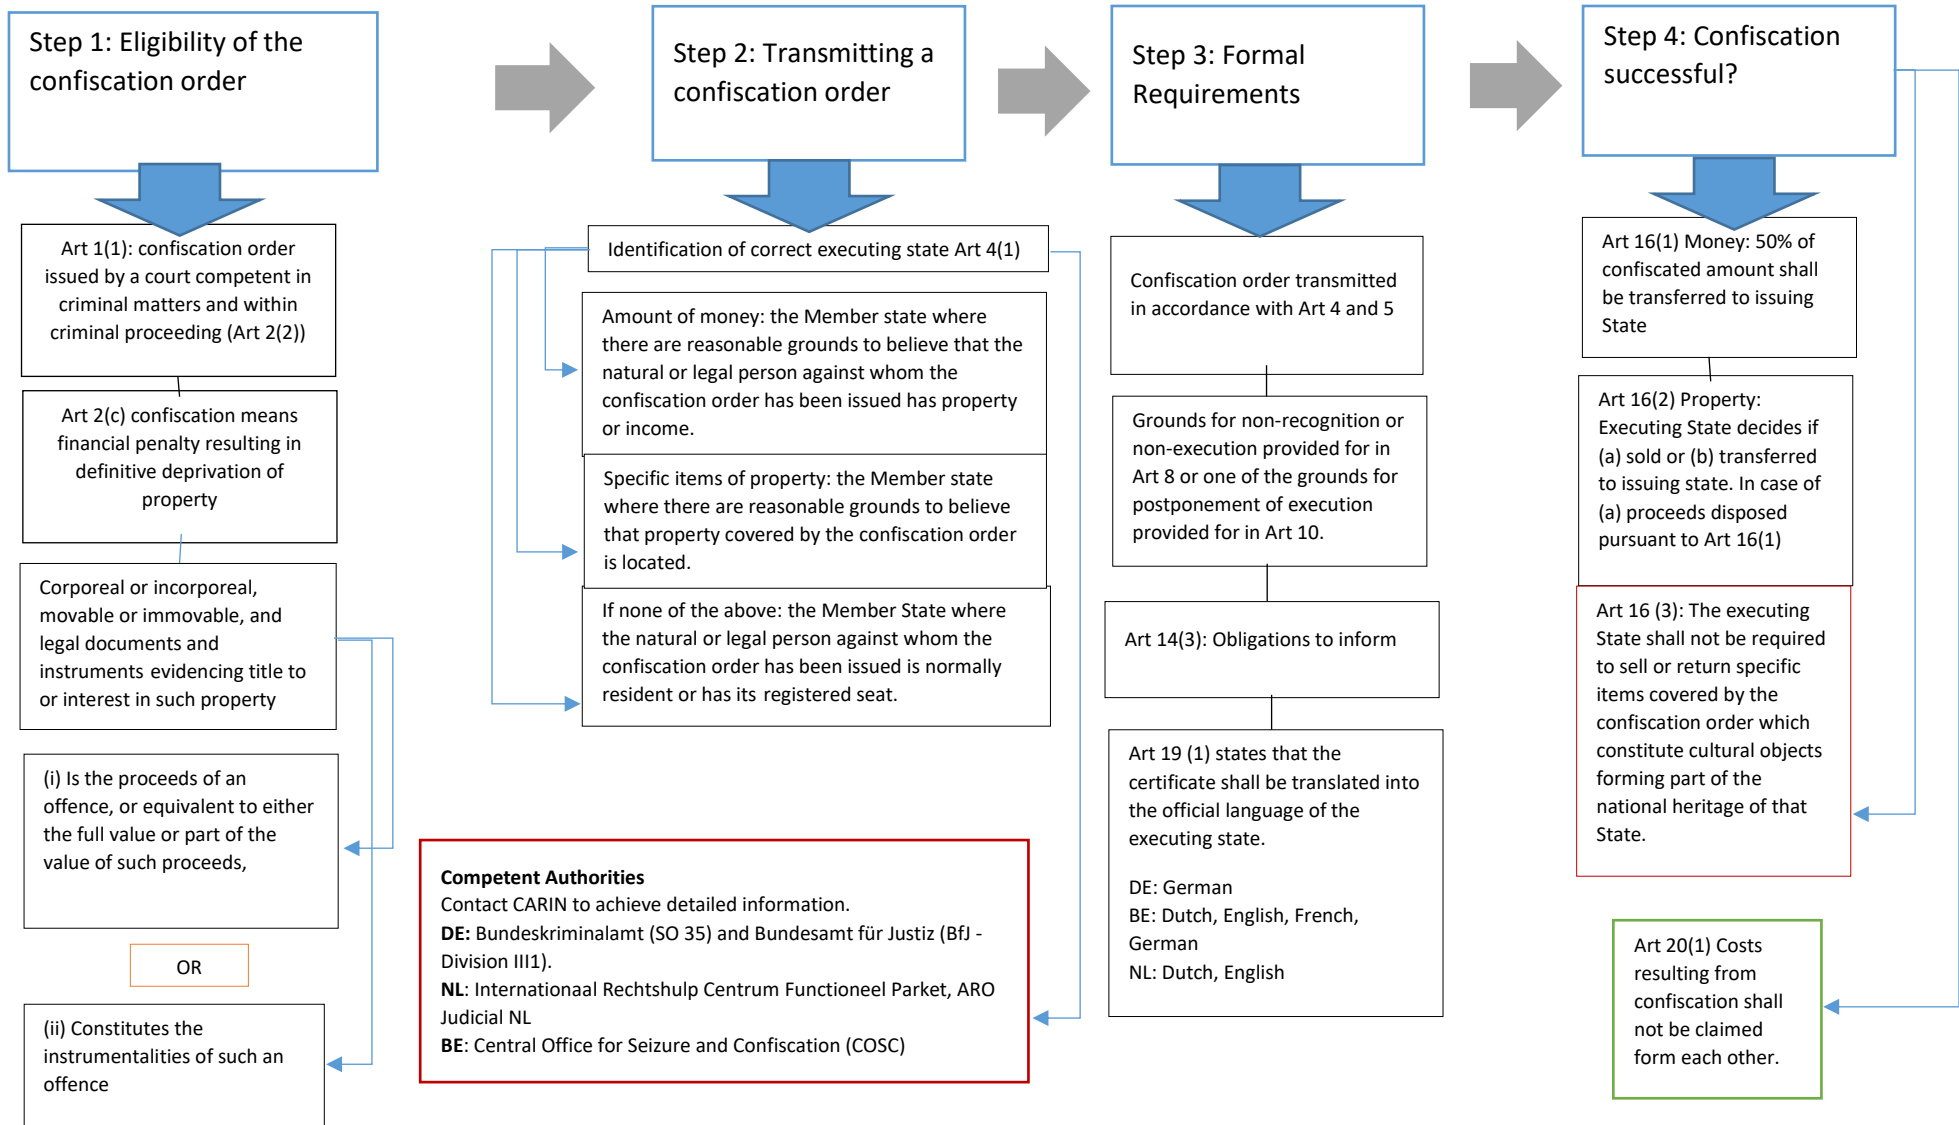 Step 1: Eligibility of the
confiscation order
Art 1(1): confiscation order
issued by a court competent in
criminal matters and within
criminal proceeding (Art 2(2))
Art 2(c) confiscation means
financial penalty resulting in
definitive deprivation of
property
Corporeal or incorporeal,
movable or immovable, and
legal documents and
instruments evidencing title to
or interest in such property
(i) Is the proceeds of an
offence, or equivalent to either
the full value or part of the
value of such proceeds,
OR
(ii) Constitutes the
instrumentalities of such an
offence
Step 2: Transmitting a
confiscation order
Identification of correct executing state Art 4(1)
Amount of money: the Member state where
there are reasonable grounds to believe that the
natural or legal person against whom the
confiscation order has been issued has property
or income.
Specific items of property: the Member state
where there are reasonable grounds to believe
that property covered by the confiscation order
is located.
If none of the above: the Member State where
the natural or legal person against whom the
confiscation order has been issued is normally
resident or has its registered seat.
Competent Authorities
Contact CARIN to achieve detailed information.
DE: Bundeskriminalamt (SO 35) and Bundesamt für Justiz (BfJ -
Division III1).
NL: Internationaal Rechtshulp Centrum Functioneel Parket, ARO
Judicial NL
BE: Central Office for Seizure and Confiscation (COSC)
Step 3: Formal
Requirements
Confiscation order transmitted
in accordance with Art 4 and 5
Grounds for non-recognition or
non-execution provided for in
Art 8 or one of the grounds for
postponement of execution
provided for in Art 10.
Art 14(3): Obligations to inform
Art 19 (1) states that the
certificate shall be translated into
the official language of the
executing state.
DE: German
BE: Dutch, English, French,
German
NL: Dutch, English
Step 4: Confiscation
successful?
Art 16(1) Money: 50% of
confiscated amount shall
be transferred to issuing
State
Art 16(2) Property:
Executing State decides if
(a) sold or (b) transferred
to issuing state. In case of
(a) proceeds disposed
pursuant to Art 16(1)
Art 16 (3): The executing
State shall not be required
to sell or return specific
items covered by the
confiscation order which
constitute cultural objects
forming part of the
national heritage of that
State.
Art 20(1) Costs
resulting from
confiscation shall
not be claimed
form each other.